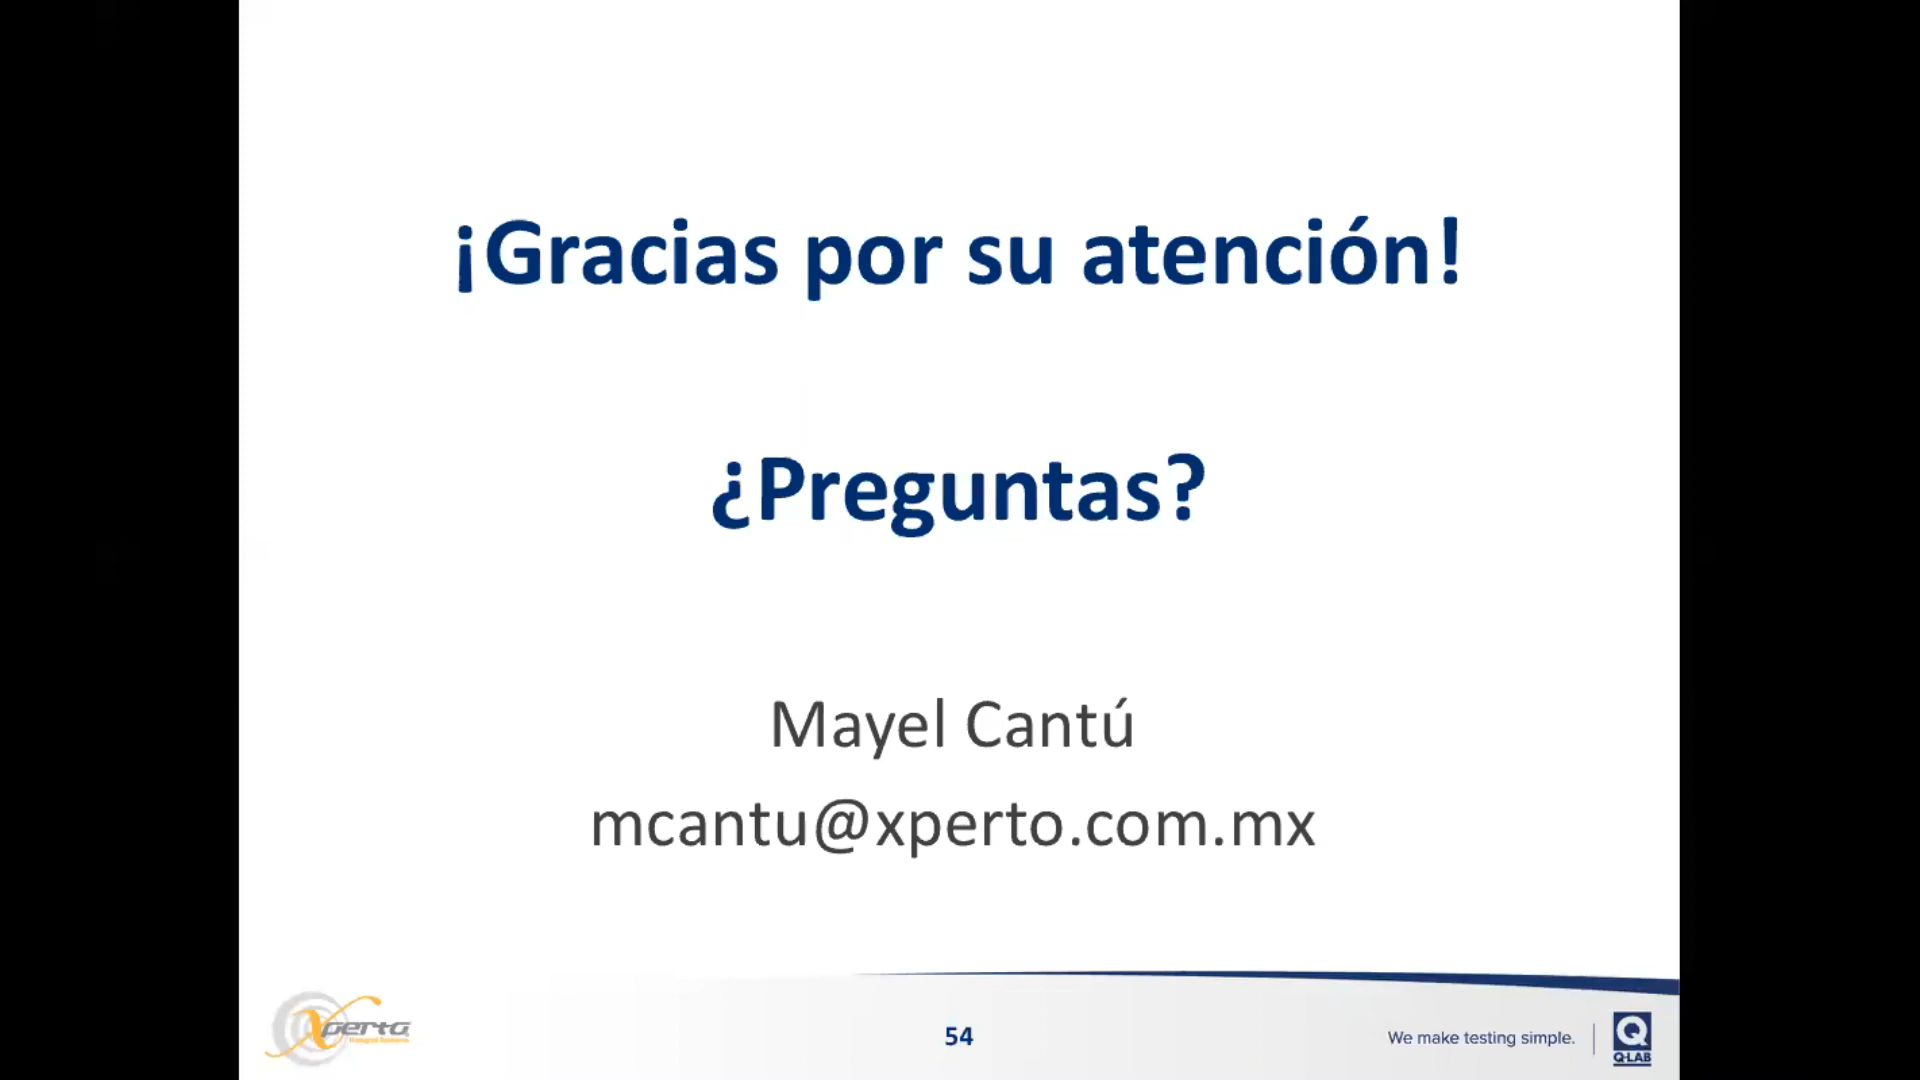 ¡Gracias por su atención!
¿Preguntas?
Mayel Cantú
mcantu@xperto.com.mx
Xperto
54
We make testing simple.
Q-LAB